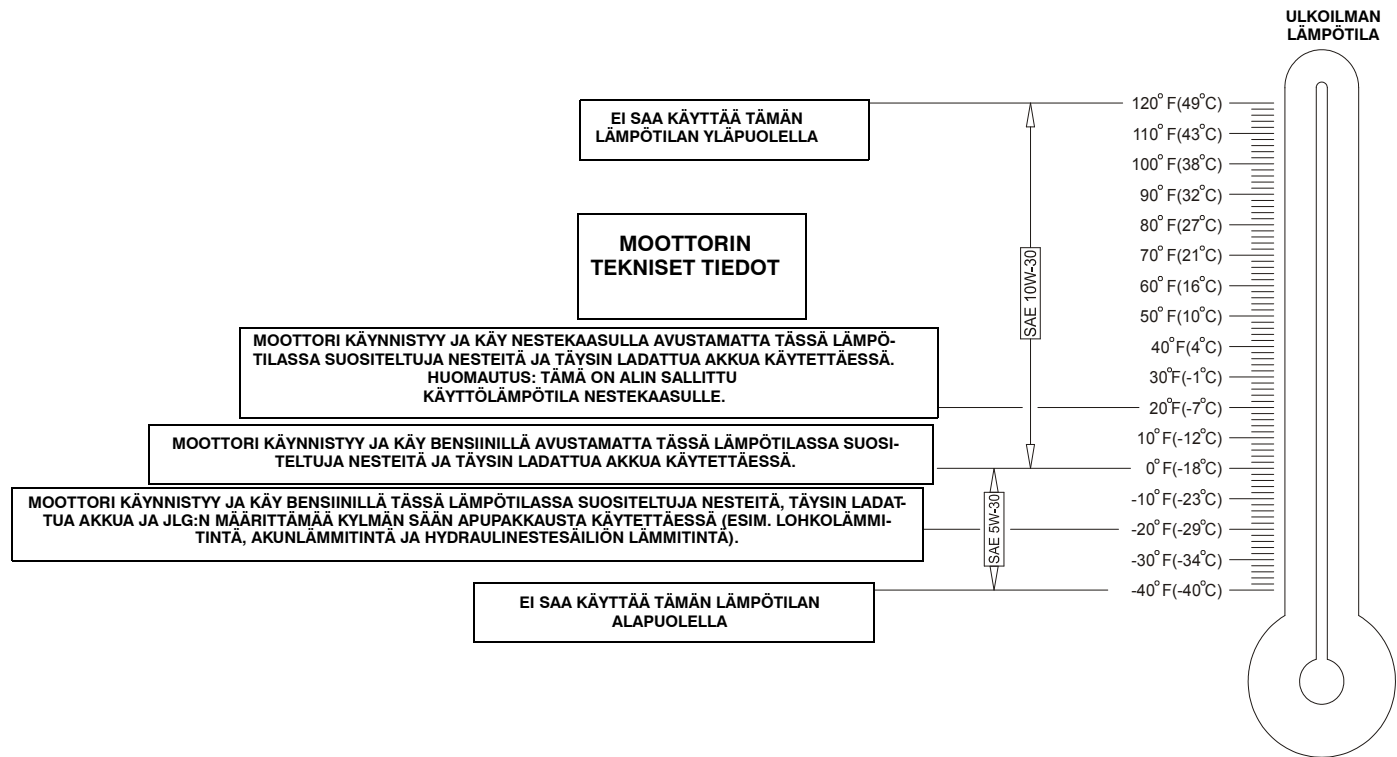 ULKOILMAN
LÄMPÖTILA
EI SAA KÄYTTÄÄ TÄMÄN
LÄMPÖTILAN YLÄPUOLELLA
MOOTTORIN
TEKNISET TIEDOT
MOOTTORI KÄYNNISTYY JA KÄY NESTEKAASULLA AVUSTAMATTA TÄSSÄ LÄMPÖ-
TILASSA SUOSITELTUJA NESTEITÄ JA TÄYSIN LADATTUA AKKUA KÄYTETTÄESSÄ.
HUOMAUTUS: TÄMÄ ON ALIN SALLITTU
KÄYTTÖLÄMPÖTILA NESTEKAASULLE.
MOOTTORI KÄYNNISTYY JA KÄY BENSIINILLÄ AVUSTAMATTA TÄSSÄ LÄMPÖTILASSA SUOSI-
TELTUJA NESTEITÄ JA TÄYSIN LADATTUA AKKUA KÄYTETTÄESSÄ.
MOOTTORI KÄYNNISTYY JA KÄY BENSIINILLÄ TÄSSÄ LÄMPÖTILASSA SUOSITELTUJA NESTEITÄ, TÄYSIN LADAT-
TUA AKKUA JA JLG:N MÄÄRITTÄMÄÄ KYLMÄN SÄÄN APUPAKKAUSTA KÄYTETTÄESSÄ (ESIM. LOHKOLÄMMI-
TINTÄ, AKUNLÄMMITINTÄ JA HYDRAULINESTESÄILIÖN LÄMMITINTÄ).
EI SAA KÄYTTÄÄ TÄMÄN LÄMPÖTILAN
ALAPUOLELLA
SAE 10W-30
SAE 5W-30
120° F(49°C)
110° F(43°C)
100° F(38°C)
90° F(32°C)
80° F(27°C)
70° F(21°C)
60° F(16°C)
50° F(10°C)
40°F(4°C)
30°F(-1°C)
20°F(-7°C)
10° F(-12°C)
0° F(-18°C)
-10° F(-23°C)
-20° F(-29°C)
-30° F(-34°C)
-40° F(-40°C)